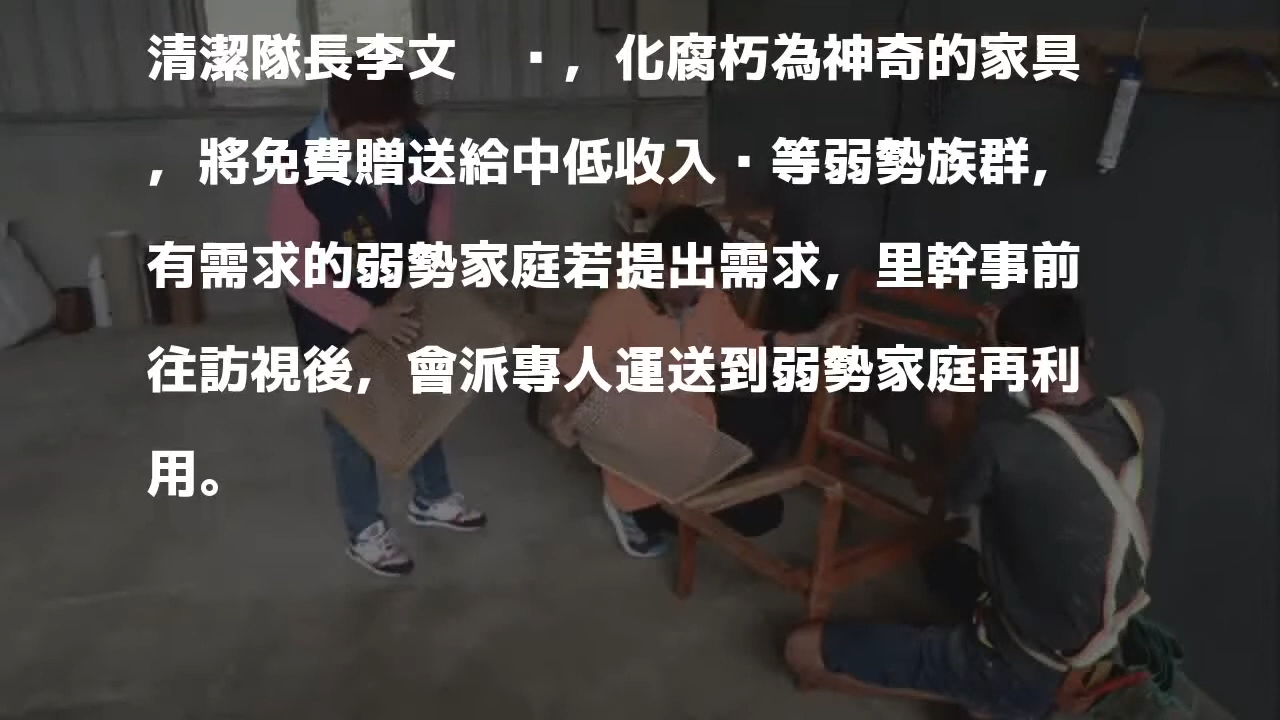 清潔隊長李文　·，化腐朽為神奇的家具
，將免費贈送給中低收入·等弱勢族群，
有需求的弱勢家庭若提出需求，里幹事前
往訪視後，會派專人運送到弱勢家庭再利
用。